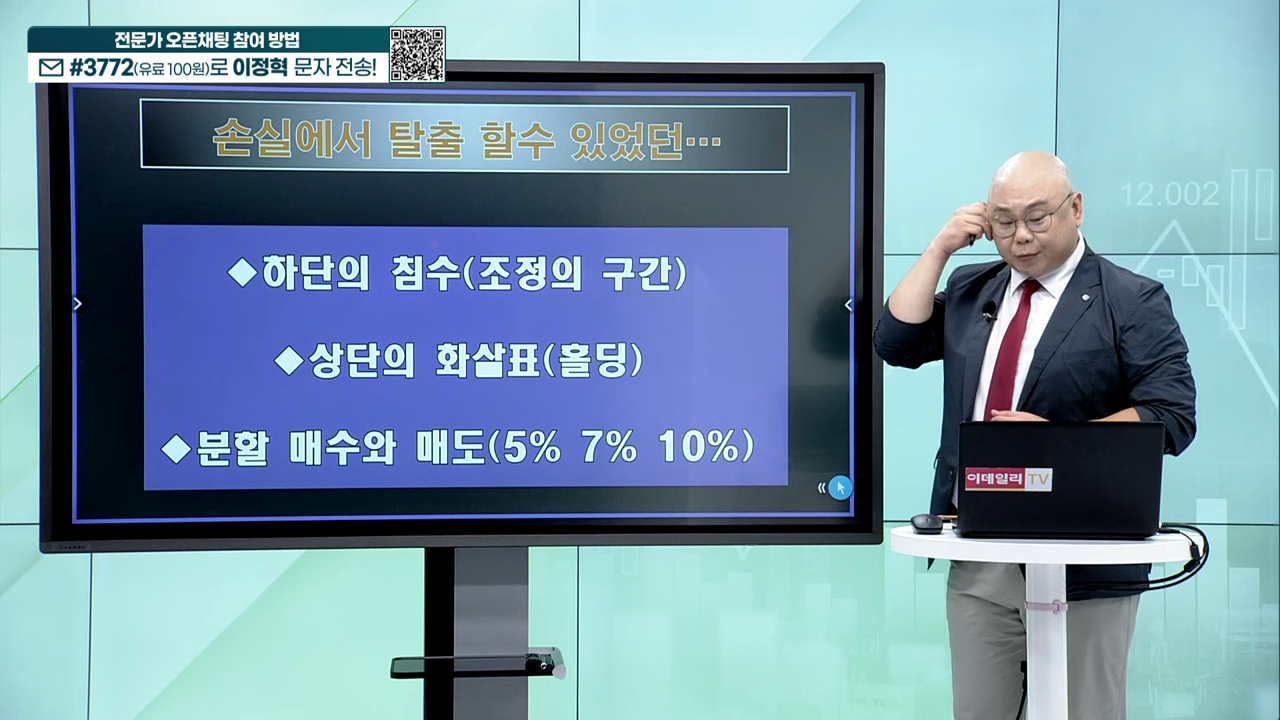 전문가 오픈채팅 참여 방법
#3772(유료 100원)로 이정혁 문자 전송!
손실에서 탈출 할수 있었던…
◆하단의 침수(조정의 구간)
◆상단의 화살표(홀딩)
◆분할 매수와 매도(5% 7% 10%)
12.002
이데일리TV